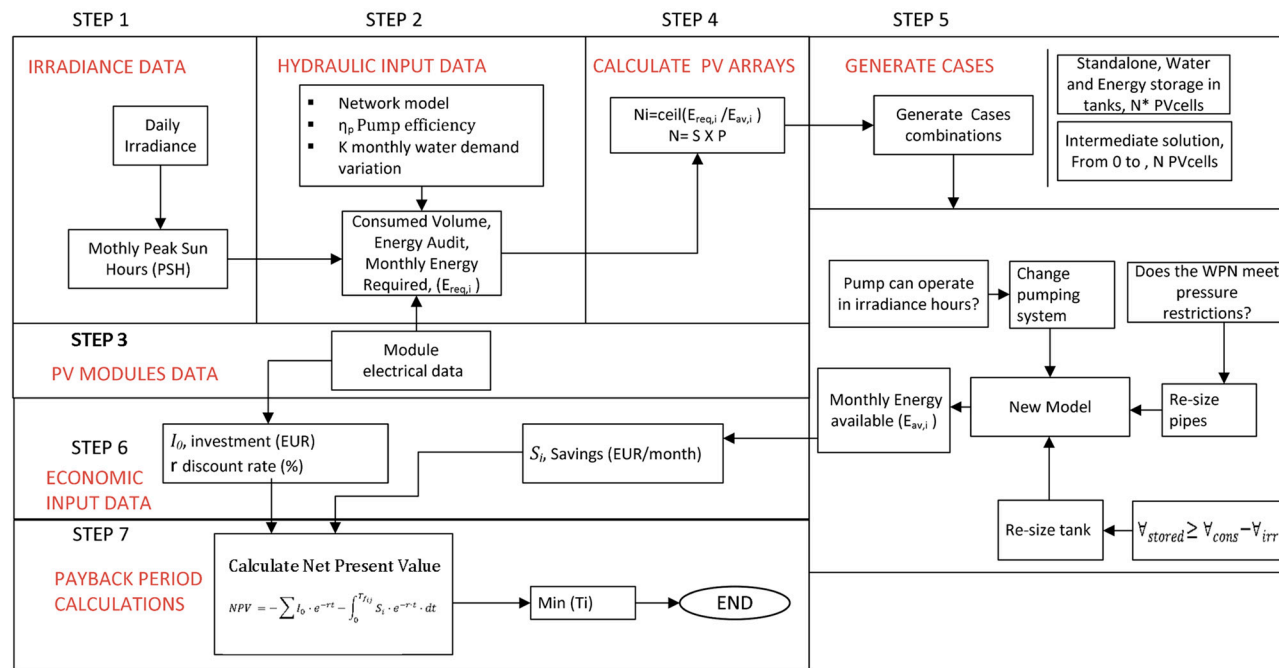 STEP 1
IRRADIANCE DATA
Daily
Irradiance
Mothly Peak Sun
Hours (PSH)
STEP 2
HYDRAULIC INPUT DATA
▪ Network model
▪ ηp Pump efficiency
▪ K monthly water demand
variation
Consumed Volume,
Energy Audit,
Monthly Energy
Required, (Ereq,i )
STEP 4
CALCULATE PV ARRAYS
Ni=ceil(Ereq,i /Eav,i )
N= S X P
STEP 5
GENERATE CASES
Generate Cases
combinations
Standalone, Water
and Energy storage in
tanks, N* PVcells
Intermediate solution,
From 0 to , N PVcells
Pump can operate
in irradiance hours?
Change
pumping
system
Does the WPN meet
pressure
restrictions?
Monthly Energy
available (Eav,i )
New Model
Re-size
pipes
Re-size tank
∀stored ≥ ∀cons−∀irr
STEP 3
PV MODULES DATA
Module
electrical data
STEP 6
ECONOMIC
INPUT DATA
I0, investment (EUR)
r discount rate (%)
Si, Savings (EUR/month)
STEP 7
PAYBACK PERIOD
CALCULATIONS
Calculate Net Present Value
NPV = −∑ I0 · e−rt − ∫0Tfij Si · e−r·t · dt
Min (Ti)
END